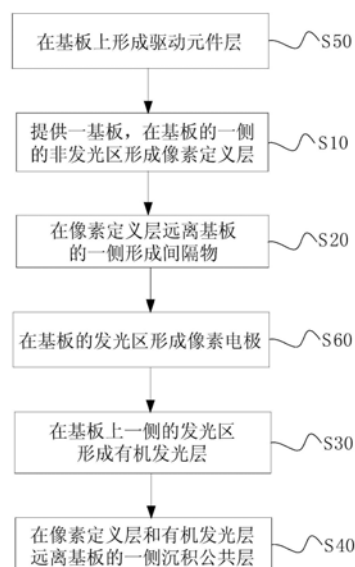 在基板上形成驱动元件层
S50
提供一基板，在基板的一侧
的非发光区形成像素定义层
S10
在像素定义层远离基板
的一侧形成间隔物
S20
在基板的发光区形成像素电极
S60
在基板上一侧的发光区
形成有机发光层
S30
在像素定义层和有机发光层
远离基板的一侧沉积公共层
S40